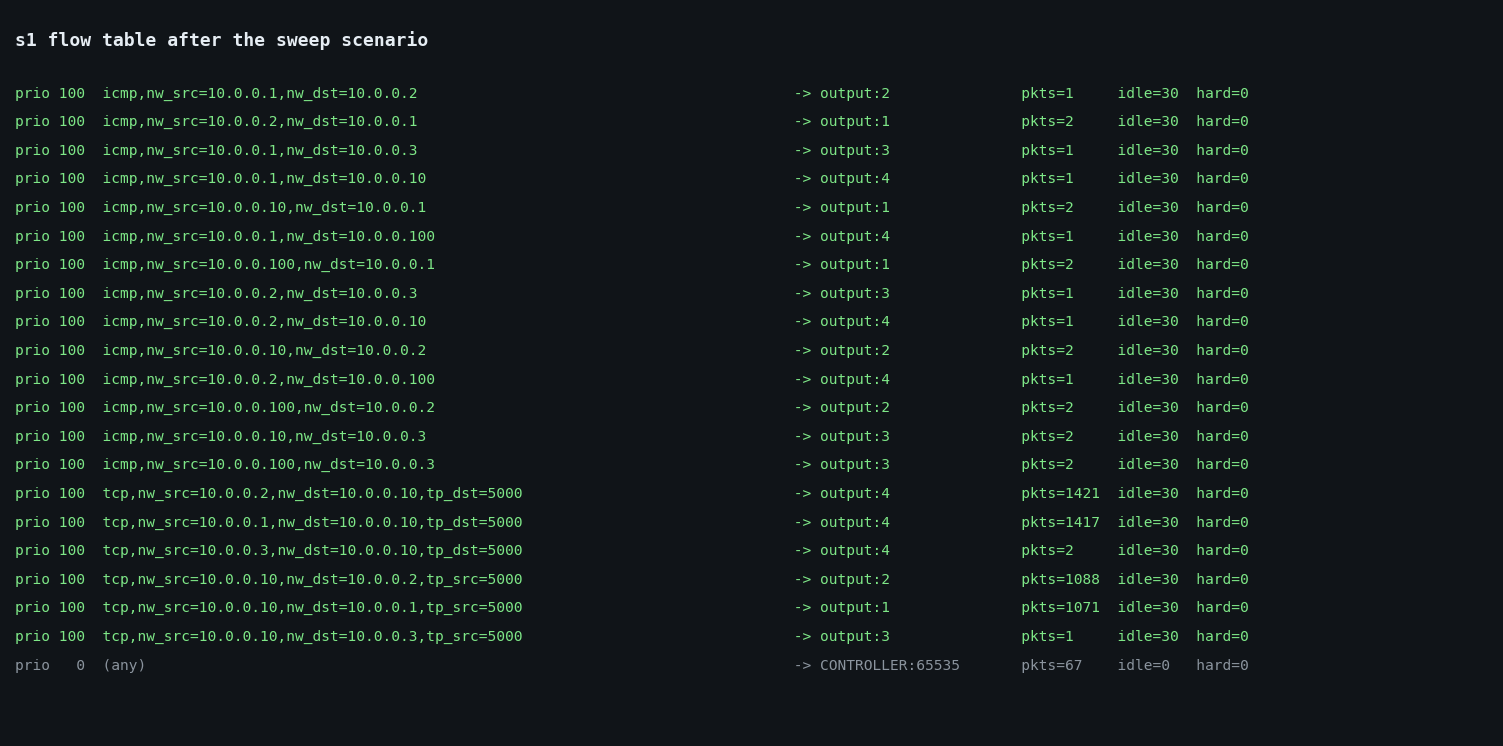 s1 flow table after the sweep scenario
prio 100  icmp,nw_src=10.0.0.1,nw_dst=10.0.0.2  -> output:2  pkts=1  idle=30  hard=0
prio 100  icmp,nw_src=10.0.0.2,nw_dst=10.0.0.1  -> output:1  pkts=2  idle=30  hard=0
prio 100  icmp,nw_src=10.0.0.1,nw_dst=10.0.0.3  -> output:3  pkts=1  idle=30  hard=0
prio 100  icmp,nw_src=10.0.0.1,nw_dst=10.0.0.10  -> output:4  pkts=1  idle=30  hard=0
prio 100  icmp,nw_src=10.0.0.10,nw_dst=10.0.0.1  -> output:1  pkts=2  idle=30  hard=0
prio 100  icmp,nw_src=10.0.0.1,nw_dst=10.0.0.100  -> output:4  pkts=1  idle=30  hard=0
prio 100  icmp,nw_src=10.0.0.100,nw_dst=10.0.0.1  -> output:1  pkts=2  idle=30  hard=0
prio 100  icmp,nw_src=10.0.0.2,nw_dst=10.0.0.3  -> output:3  pkts=1  idle=30  hard=0
prio 100  icmp,nw_src=10.0.0.2,nw_dst=10.0.0.10  -> output:4  pkts=1  idle=30  hard=0
prio 100  icmp,nw_src=10.0.0.10,nw_dst=10.0.0.2  -> output:2  pkts=2  idle=30  hard=0
prio 100  icmp,nw_src=10.0.0.2,nw_dst=10.0.0.100  -> output:4  pkts=1  idle=30  hard=0
prio 100  icmp,nw_src=10.0.0.100,nw_dst=10.0.0.2  -> output:2  pkts=2  idle=30  hard=0
prio 100  icmp,nw_src=10.0.0.10,nw_dst=10.0.0.3  -> output:3  pkts=2  idle=30  hard=0
prio 100  icmp,nw_src=10.0.0.100,nw_dst=10.0.0.3  -> output:3  pkts=2  idle=30  hard=0
prio 100  tcp,nw_src=10.0.0.2,nw_dst=10.0.0.10,tp_dst=5000  -> output:4  pkts=1421  idle=30  hard=0
prio 100  tcp,nw_src=10.0.0.1,nw_dst=10.0.0.10,tp_dst=5000  -> output:4  pkts=1417  idle=30  hard=0
prio 100  tcp,nw_src=10.0.0.3,nw_dst=10.0.0.10,tp_dst=5000  -> output:4  pkts=2  idle=30  hard=0
prio 100  tcp,nw_src=10.0.0.10,nw_dst=10.0.0.2,tp_src=5000  -> output:2  pkts=1088  idle=30  hard=0
prio 100  tcp,nw_src=10.0.0.10,nw_dst=10.0.0.1,tp_src=5000  -> output:1  pkts=1071  idle=30  hard=0
prio 100  tcp,nw_src=10.0.0.10,nw_dst=10.0.0.3,tp_src=5000  -> output:3  pkts=1  idle=30  hard=0
prio   0  (any)  -> CONTROLLER:65535  pkts=67  idle=0  hard=0